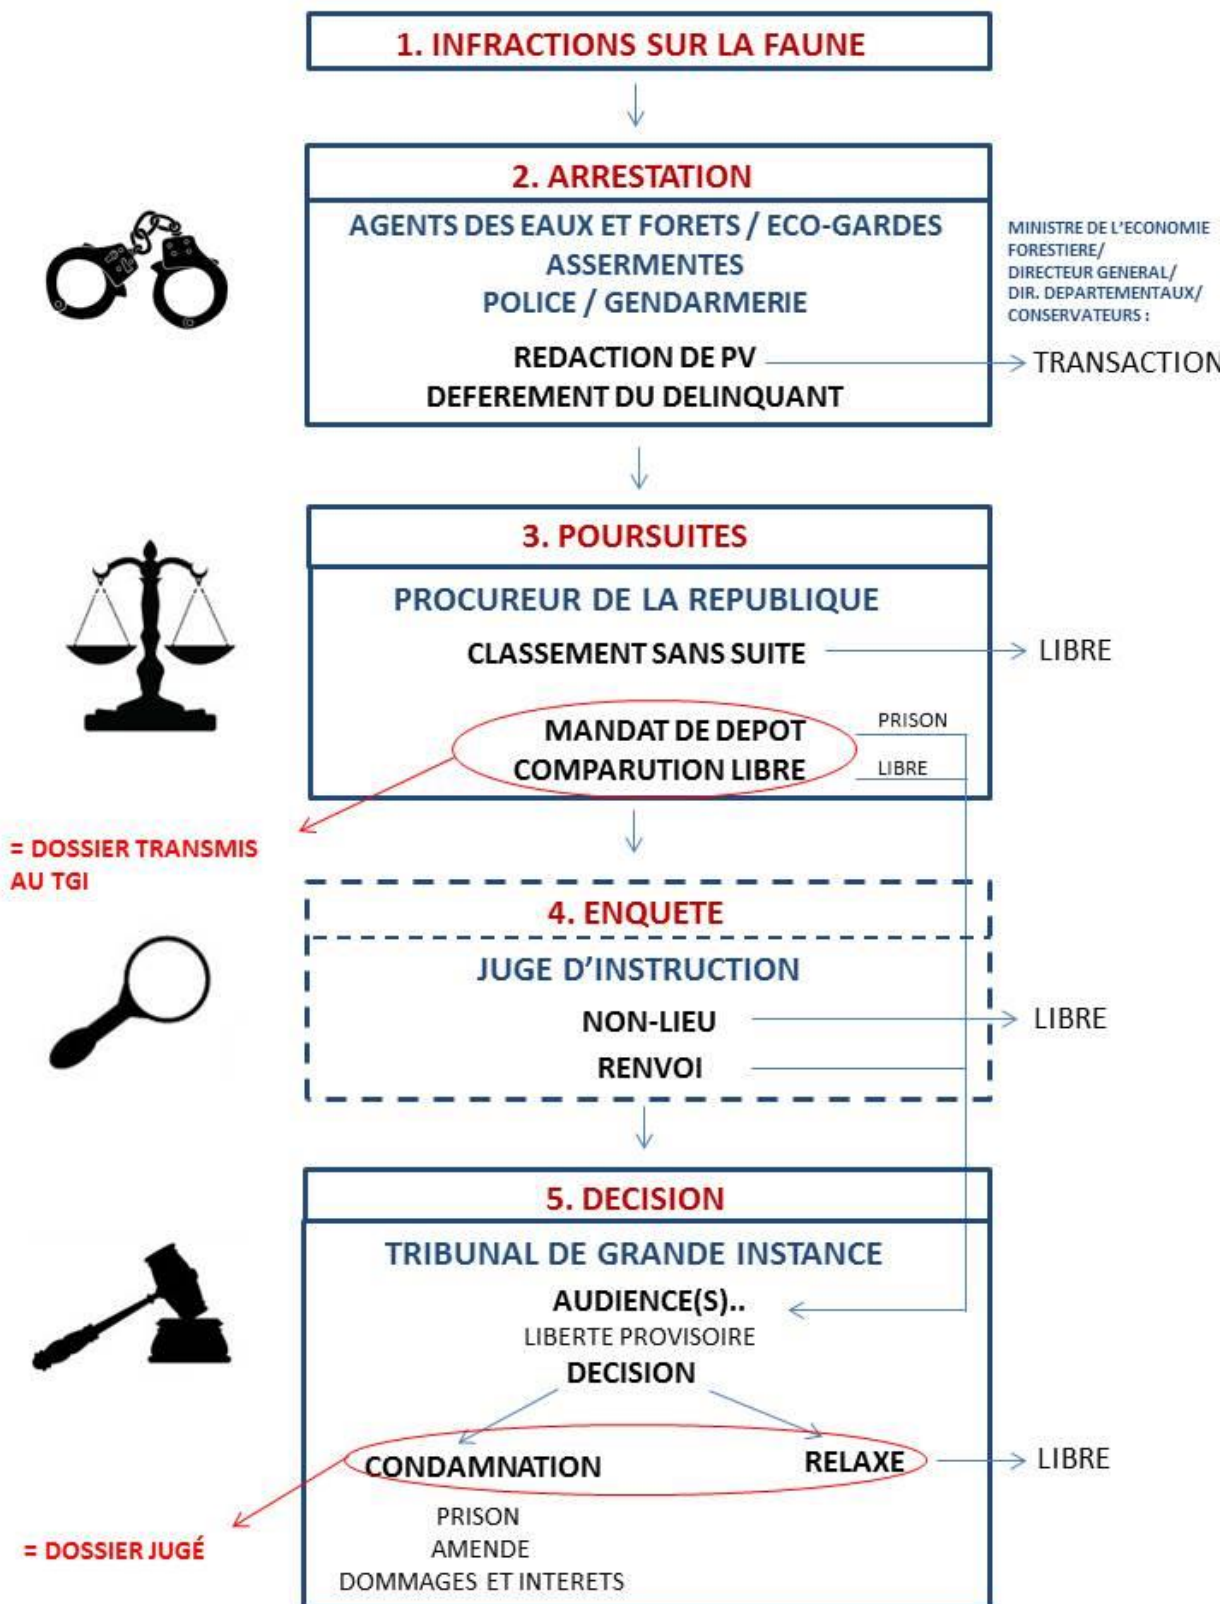 1. INFRACTIONS SUR LA FAUNE
2. ARRESTATION
AGENTS DES EAUX ET FORETS / ECO-GARDES
ASSERMENTES
POLICE / GENDARMERIE
MINISTRE DE L'ECONOMIE
FORESTIERE/
DIRECTEUR GENERAL/
DIR. DEPARTEMENTAUX/
CONSERVATEURS :
REDACTION DE PV
TRANSACTION
DEFEREMENT DU DELINQUANT
3. POURSUITES
PROCUREUR DE LA REPUBLIQUE
CLASSEMENT SANS SUITE
LIBRE
MANDAT DE DEPOT
PRISON
COMPARUTION LIBRE
LIBRE
= DOSSIER TRANSMIS
AU TGI
4. ENQUETE
JUGE D'INSTRUCTION
NON-LIEU
LIBRE
RENVOI
5. DECISION
TRIBUNAL DE GRANDE INSTANCE
AUDIENCE(S)..
LIBERTE PROVISOIRE
DECISION
CONDAMNATION
RELAXE
LIBRE
PRISON
= DOSSIER JUGÉ
AMENDE
DOMMAGES ET INTERETS